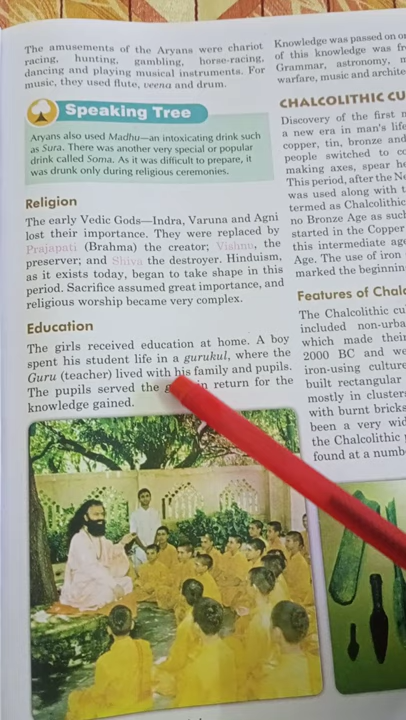 The amusements of the Aryans were chariot
racing, hunting, gambling, horse-racing,
dancing and playing musical instruments. For
music, they used flute, veena and drum.
Speaking Tree
Aryans also used Madhu—an intoxicating drink such
as Sura. There was another very special or popular
drink called Soma. As it was difficult to prepare, it
was drunk only during religious ceremonies.
Religion
The early Vedic Gods—Indra, Varuna and Agni
lost their importance. They were replaced by
Prajapati (Brahma) the creator; Vishnu, the
preserver; and Shiva the destroyer. Hinduism,
as it exists today, began to take shape in this
period. Sacrifice assumed great importance, and
religious worship became very complex.
Education
The girls received education at home. A boy
spent his student life in a gurukul, where the
Guru (teacher) lived with his family and pupils.
The pupils served the in return for the
knowledge gained.
Knowledge was passed on
of this knowledge was
Grammar, astronomy,
warfare, music and
CHALCOLITHIC
Discovery of the first
a new era in man's life
copper, tin, bronze and
people switched to
making axes, spear
This period, after the
was used along with
termed as Chalcolithic
no Bronze Age as such
started in the Copper
this intermediate
Age. The use of iron
marked the
Features of
The Chalcolithic
included
which made their
2000 BC and
iron-using culture
built rectangular
mostly in
with burnt bricks
been a very
the Chalcolithic
found at a